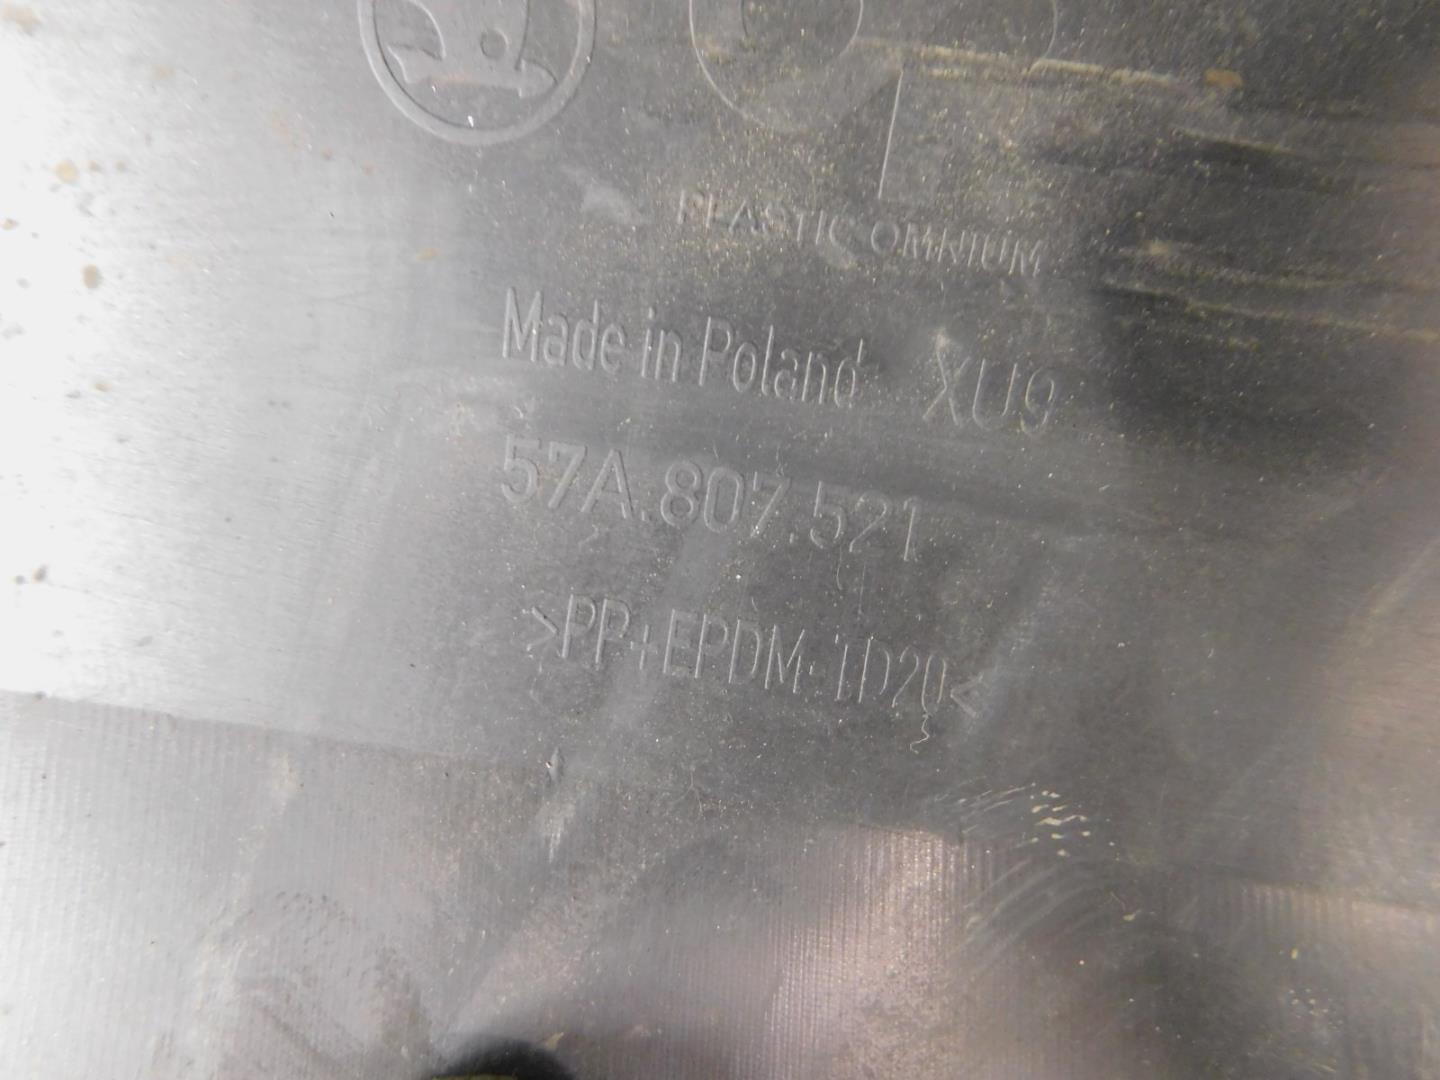 PLASTIC OMNIUM
Made in Poland XU9
57A.807.521
>PP+EPDM-TD20<